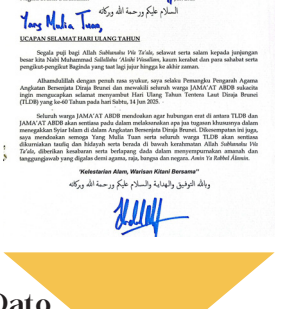 السلام عليكم ورحمة الله وبركاته
Yang Mulia Tuan,
UCAPAN SELAMAT HARI ULANG TAHUN
Segala puji bagi Allah Subhanahu Wa Ta'ala, selawat serta salam kepada junjungan
besar kita Nabi Muhammad Sallallahu 'Alaihi Wasallam, kaum kerabat dan para sahabat serta
pengikut-pengikut Baginda yang taat lagi jujur hingga ke akhir zaman.
Alhamdulillah dengan penuh rasa syukur, saya selaku Pemangku Pengarah Agama
Angkatan Bersenjata Diraja Brunei dan mewakili seluruh warga JAMA'AT ABDB sukacita
ingin mengucapkan selamat menyambut Hari Ulang Tahun Tentera Laut Diraja Brunei
(TLDB) yang ke-60 Tahun pada hari Sabtu, 14 Jun 2025.
Seluruh warga JAMA'AT ABDB mendoakan agar hubungan erat di antara TLDB dan
JAMA'AT ABDB akan sentiasa padu dalam melaksanakan apa jua tugasan khususnya dalam
menegakkan Syiar Islam di dalam Angkatan Bersenjata Diraja Brunei. Dikesempatan ini juga,
saya mendoakan semoga Yang Mulia Tuan serta seluruh warga TLDB akan sentiasa
dikurniakan taufiq dan hidayah serta berada di bawah kerahmatan Allah Subhanahu Wa
Ta'ala, diberikan kesabaran serta berlapang dada dalam menyempurnakan amanah dan
tanggungjawab yang digalas demi agama, raja, bangsa dan negara. Amin Ya Rabbal Alamin.
وبالله التوفيق والهداية والسلام عليكم ورحمة الله وبركاته
"Kelestarian Alam, Warisan Kitani Bersama"
Dato